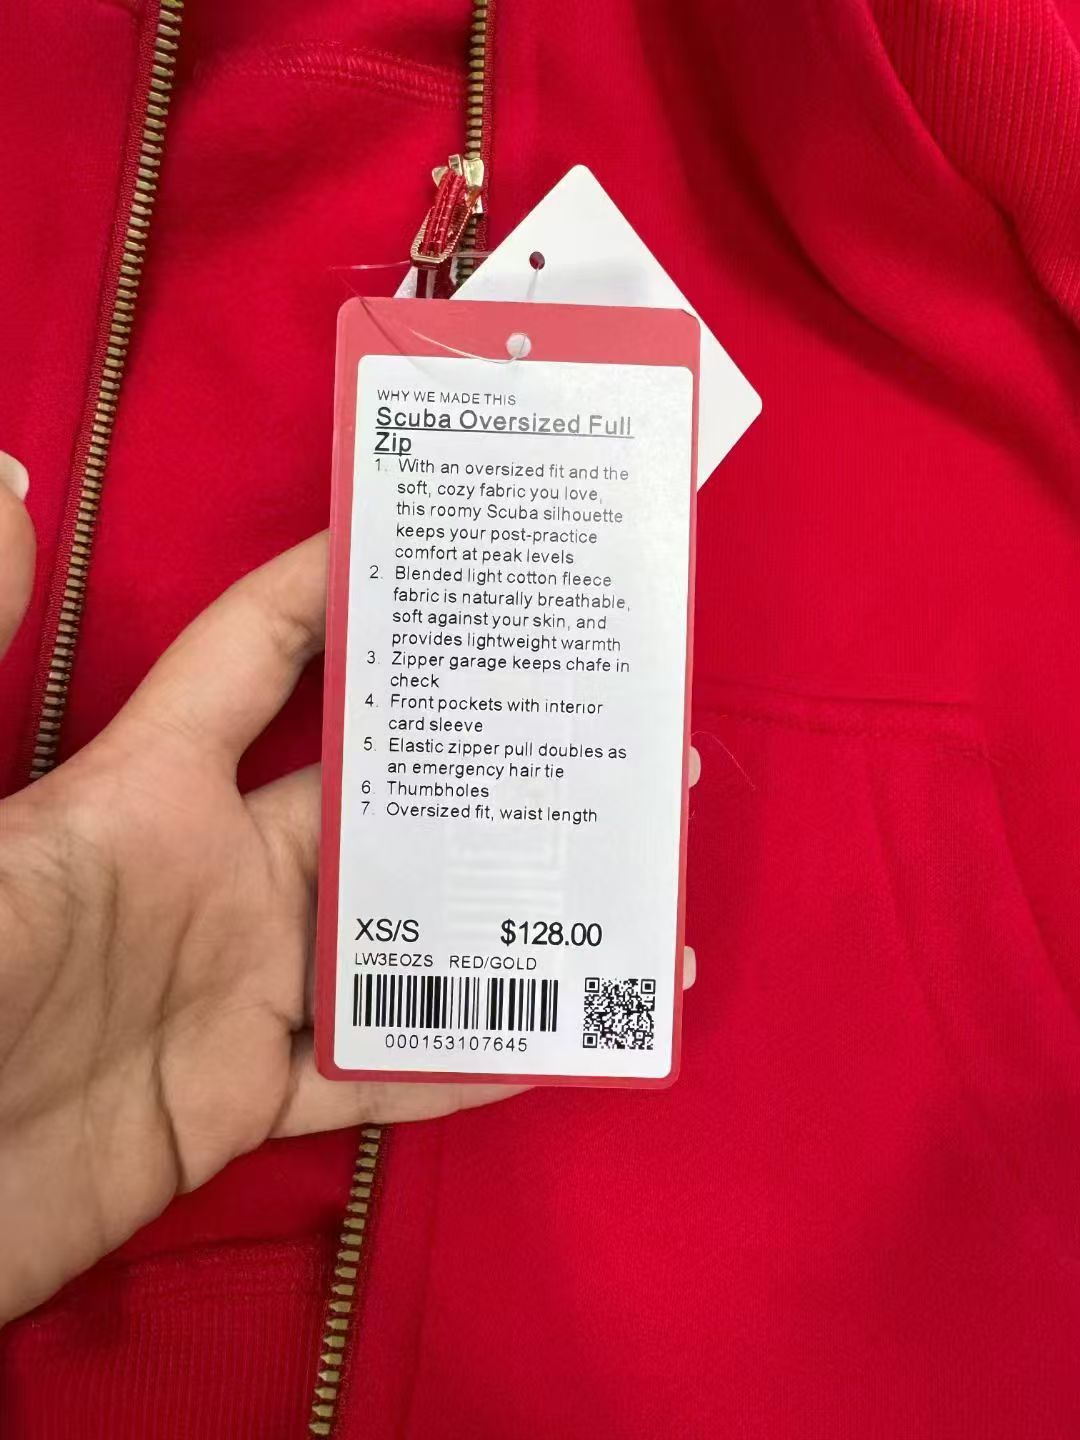 WHY WE MADE THIS
Scuba Oversized Full
Zip
1. With an oversized fit and the
soft, cozy fabric you love,
this roomy Scuba silhouette
keeps your post-practice
comfort at peak levels
2. Blended light cotton fleece
fabric is naturally breathable,
soft against your skin, and
provides lightweight warmth
3. Zipper garage keeps chafe in
check
4. Front pockets with interior
card sleeve
5. Elastic zipper pull doubles as
an emergency hair tie
6. Thumbholes
7. Oversized fit, waist length
XS/S $128.00
LW3EOZS RED/GOLD
000153107645